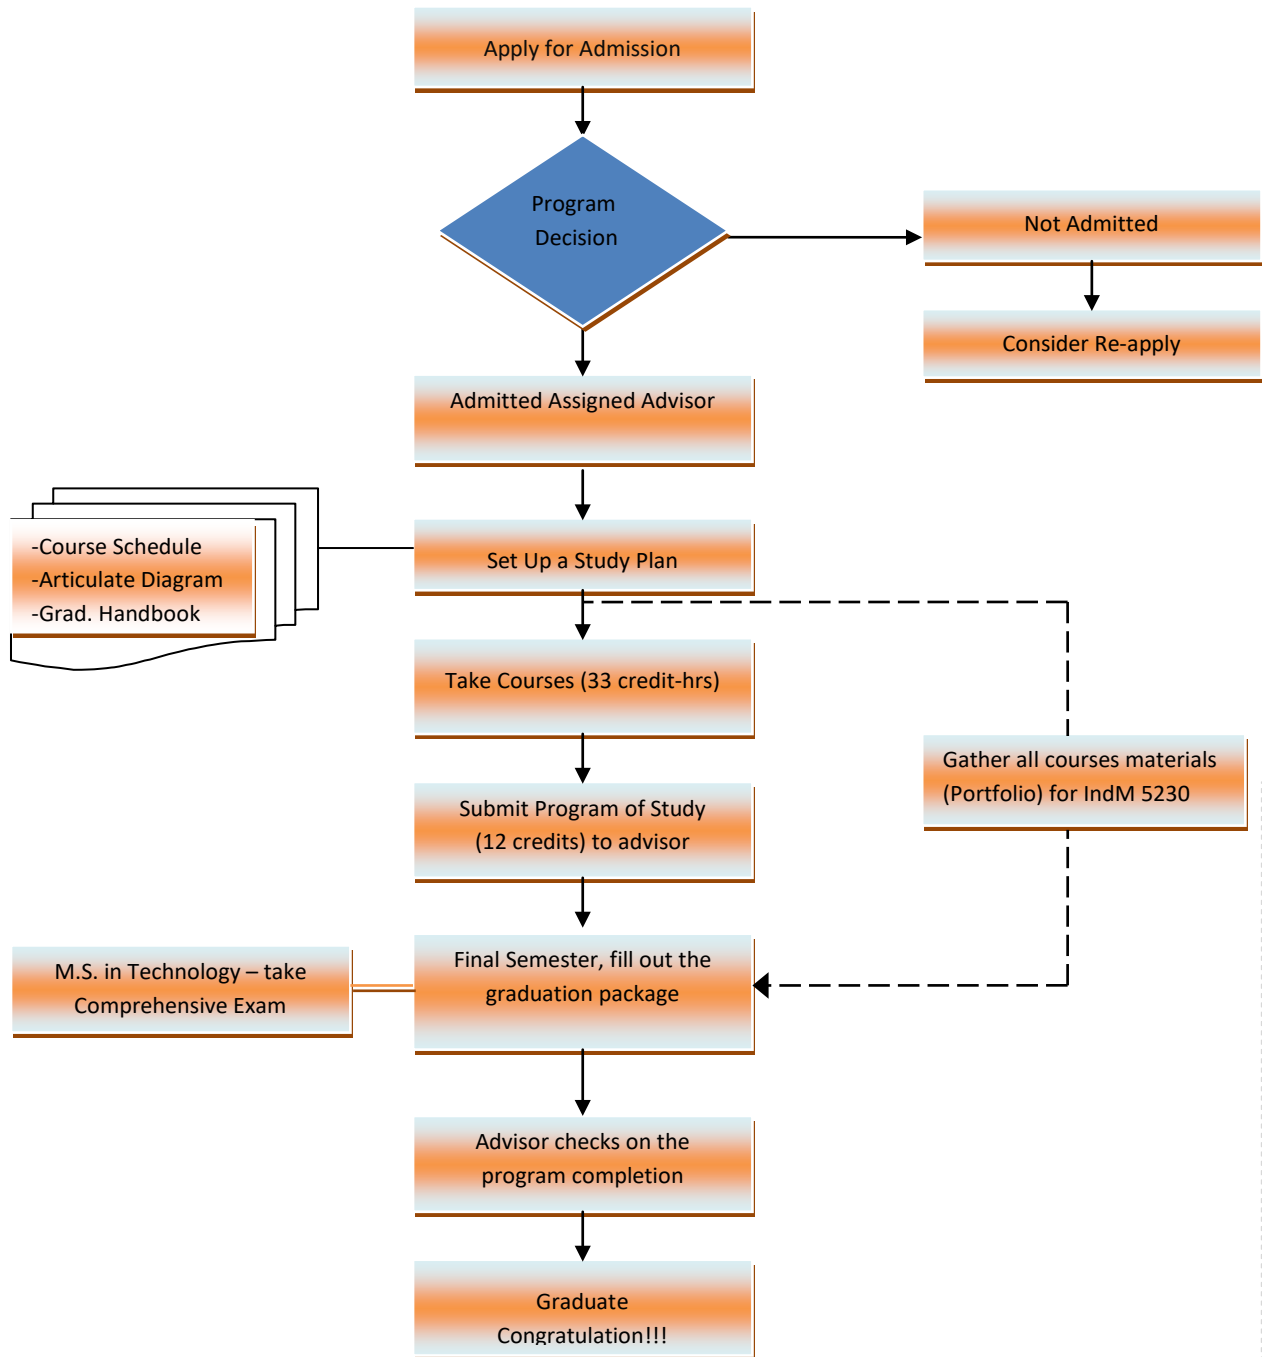 Apply for Admission
Program
Decision
Not Admitted
Consider Re-apply
Admitted Assigned Advisor
-Course Schedule
-Articulate Diagram
-Grad. Handbook
Set Up a Study Plan
Take Courses (33 credit-hrs)
Gather all courses materials
(Portfolio) for IndM 5230
Submit Program of Study
(12 credits) to advisor
M.S. in Technology – take
Comprehensive Exam
Final Semester, fill out the
graduation package
Advisor checks on the
program completion
Graduate
Congratulation!!!